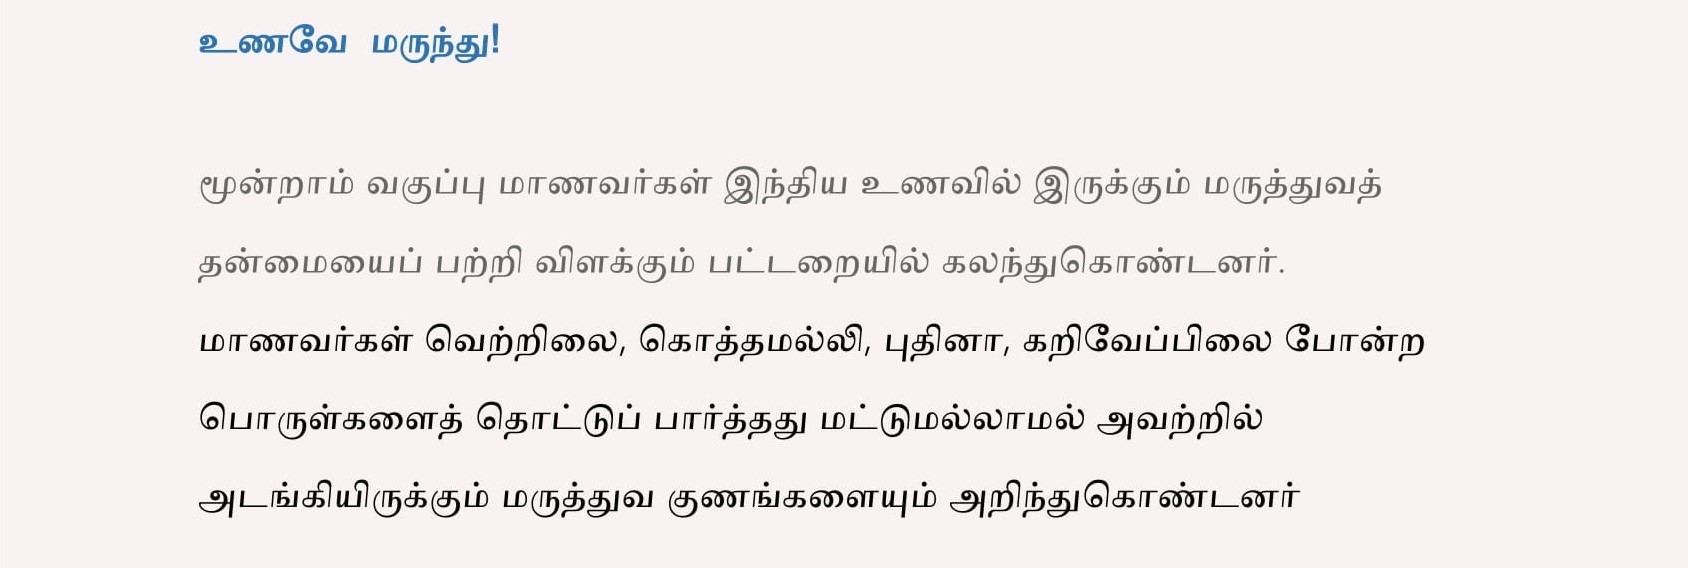 உணவே மருந்து!
மூன்றாம் வகுப்பு மாணவர்கள் இந்திய உணவில் இருக்கும் மருத்துவத்
தன்மையைப் பற்றி விளக்கும் பட்டறையில் கலந்துகொண்டனர்.
மாணவர்கள் வெற்றிலை, கொத்தமல்லி, புதினா, கறிவேப்பிலை போன்ற
பொருள்களைத் தொட்டுப் பார்த்தது மட்டுமல்லாமல் அவற்றில்
அடங்கியிருக்கும் மருத்துவ குணங்களையும் அறிந்துகொண்டனர்